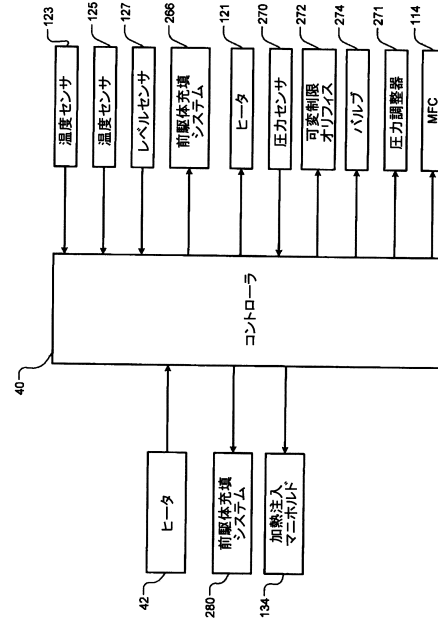 123
125
127
266
121
270
272
274
271
114
温度センサ
温度センサ
レベルセンサ
前駆体充填
システム
ヒータ
圧力センサ
可変制限
オリフィス
バルブ
圧力調整器
MFC
40
コントローラ
ヒータ
前駆体充填
システム
加熱注入
マニホルド
42
280
134